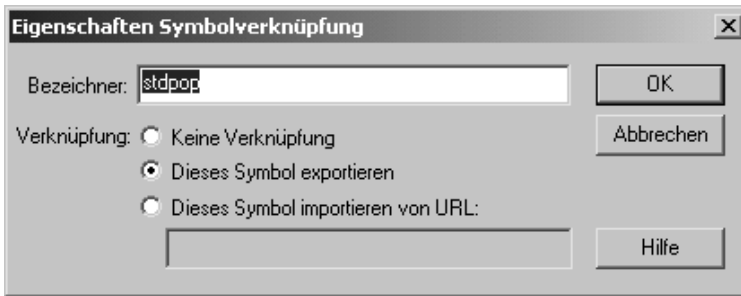 Eigenschaften Symbolverknüpfung
Bezeichner: stdpop
OK
Verknüpfung: Keine Verknüpfung
Abbrechen
Dieses Symbol exportieren
Dieses Symbol importieren von URL:
Hilfe